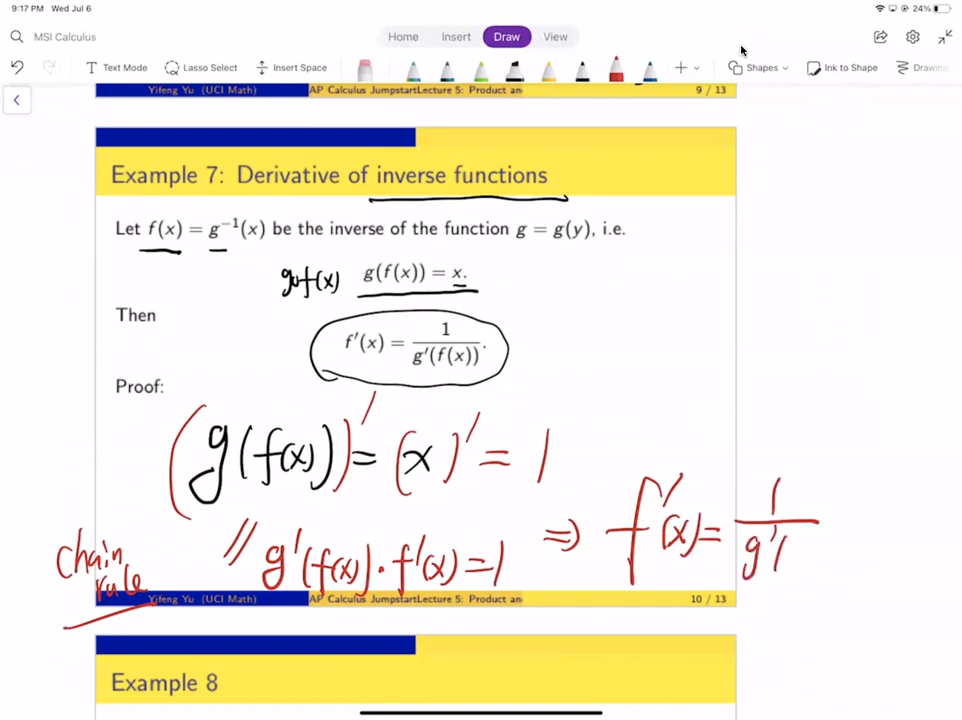 9:17 PM Wed Jul 6 24%
MSI Calculus Home Insert Draw View
Text Mode Lasso Select Insert Space Shapes Ink to Shape Drawing
Yifeng Yu (UCI Math) AP Calculus JumpstartLecture 5: Product an 9 / 13
Example 7: Derivative of inverse functions
Let f(x) = g⁻¹(x) be the inverse of the function g = g(y), i.e.
g∘f(x) g(f(x)) = x.
Then
f'(x) = 1 / g'(f(x)).
Proof:
(g(f(x)))' = (x)' = 1
chain rule
// g'(f(x)) · f'(x) = 1 ⇒ f'(x) = 1 / g'(
Yifeng Yu (UCI Math) AP Calculus JumpstartLecture 5: Product an 10 / 13
Example 8